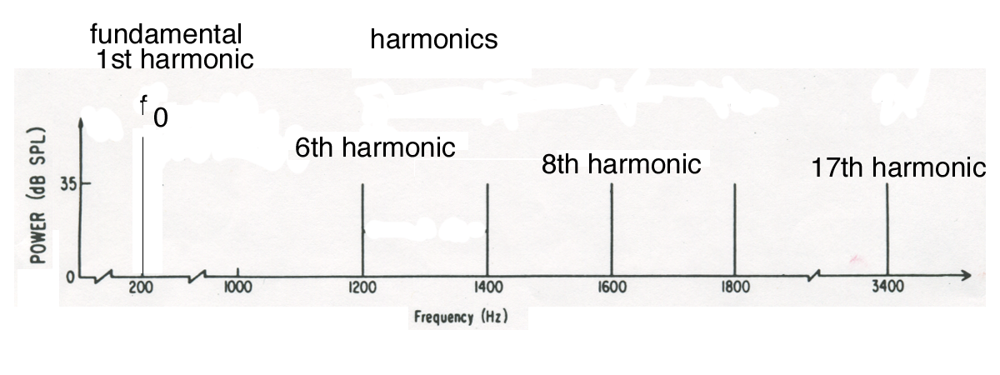 fundamental
1st harmonic
harmonics
f 0
6th harmonic
8th harmonic
17th harmonic
POWER (dB SPL)
35
0
200 1000 1200 1400 1600 1800 3400
Frequency (Hz)